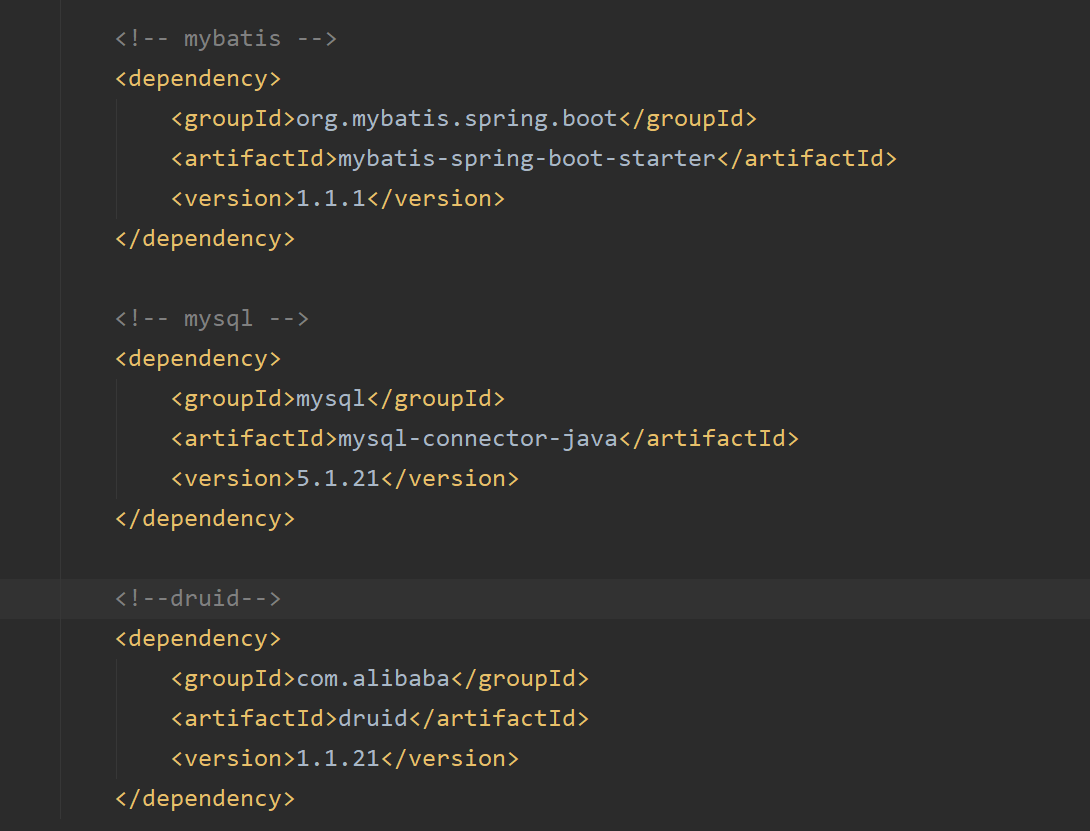 <!-- mybatis -->
<dependency>
    <groupId>org.mybatis.spring.boot</groupId>
    <artifactId>mybatis-spring-boot-starter</artifactId>
    <version>1.1.1</version>
</dependency>

<!-- mysql -->
<dependency>
    <groupId>mysql</groupId>
    <artifactId>mysql-connector-java</artifactId>
    <version>5.1.21</version>
</dependency>

<!--druid-->
<dependency>
    <groupId>com.alibaba</groupId>
    <artifactId>druid</artifactId>
    <version>1.1.21</version>
</dependency>